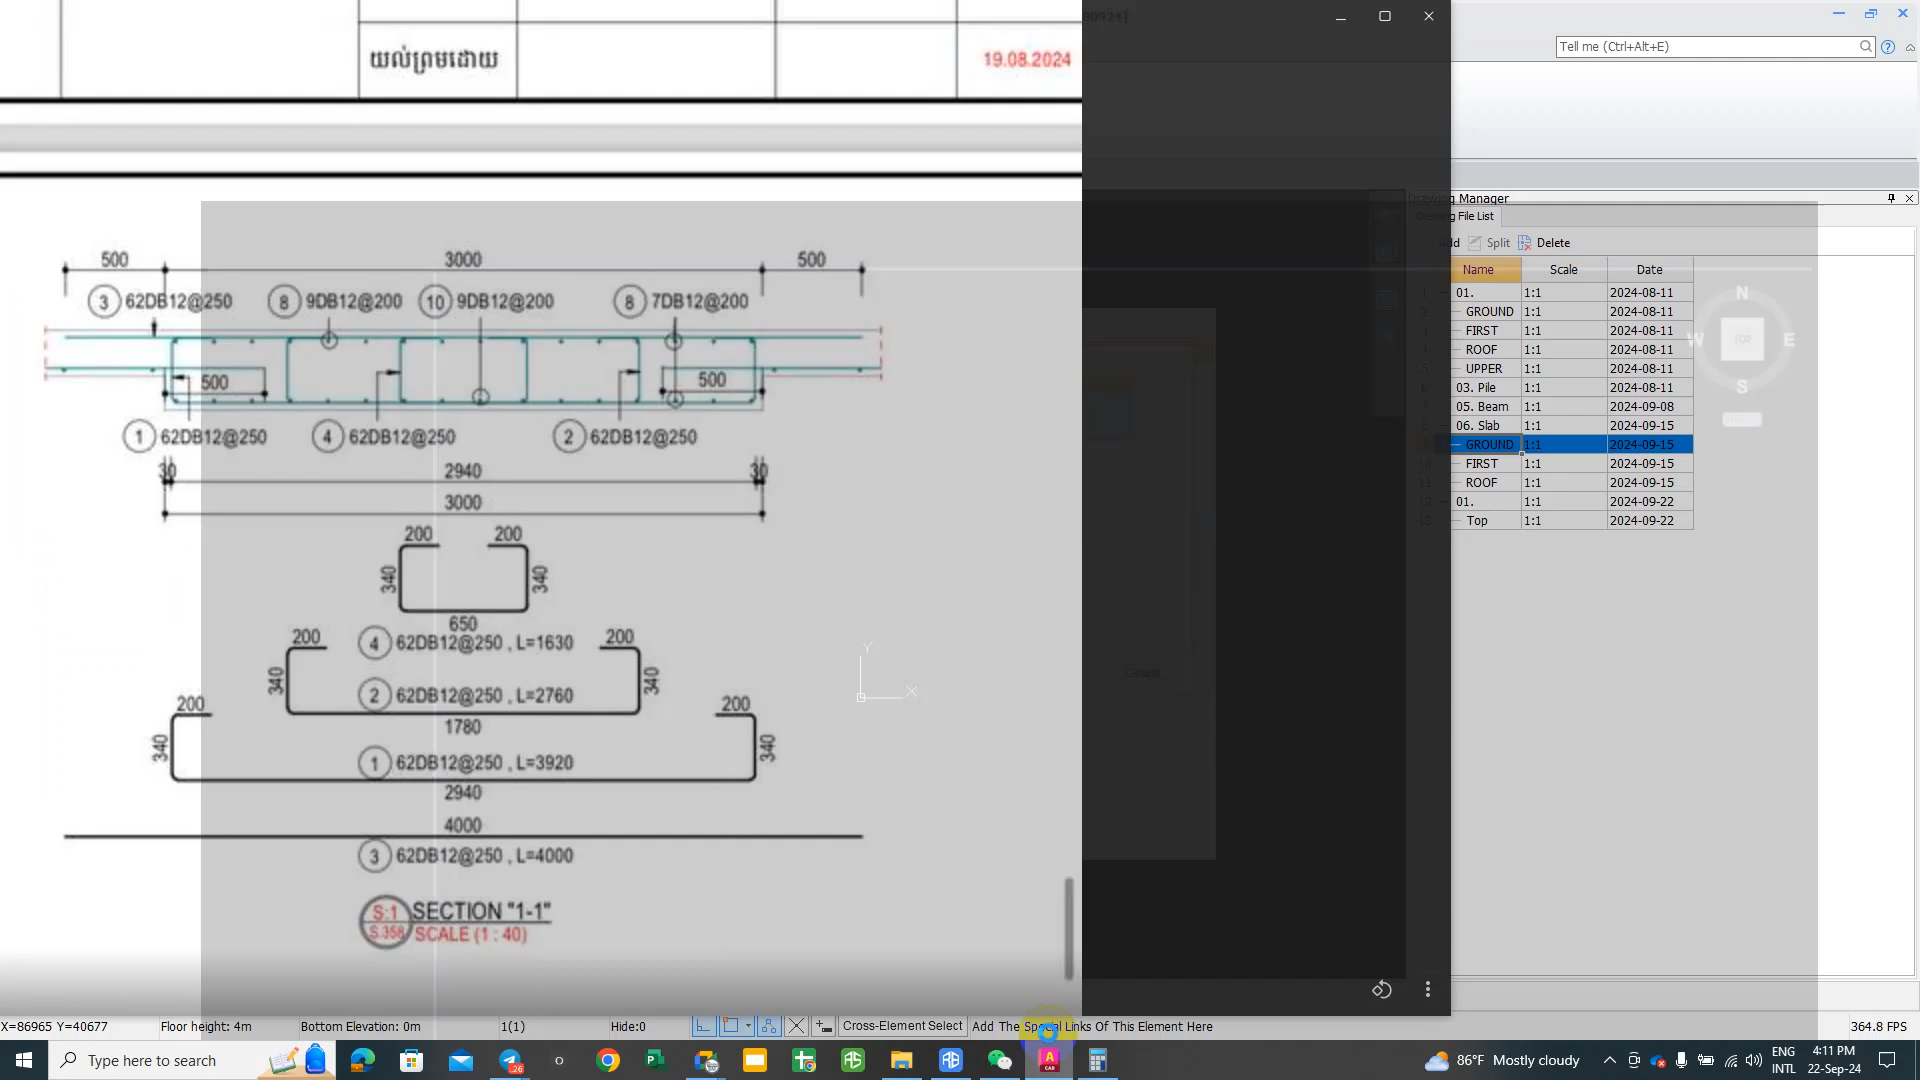 យល់ព្រមដោយ
19.08.2024
Tell me (Ctrl+Alt+E)
Manager
File List
Split
Delete
Name Scale Date
01. 1:1 2024-08-11
GROUND 1:1 2024-08-11
FIRST 1:1 2024-08-11
ROOF 1:1 2024-08-11
UPPER 1:1 2024-08-11
03. Pile 1:1 2024-08-11
05. Beam 1:1 2024-09-08
06. Slab 1:1 2024-09-15
GROUND 1:1 2024-09-15
FIRST 1:1 2024-09-15
ROOF 1:1 2024-09-15
01. 1:1 2024-09-22
Top 1:1 2024-09-22
N
W TOP E
S
500 3000 500
3 62DB12@250 8 9DB12@200 10 9DB12@200 8 7DB12@200
500 500
1 62DB12@250 4 62DB12@250 2 62DB12@250
30 2940 30
3000
200 200
340 340
650
4 62DB12@250 , L=1630
200 200
340 340
2 62DB12@250 , L=2760
1780
200 200
340 340
1 62DB12@250 , L=3920
2940
4000
3 62DB12@250 , L=4000
S:1 SECTION "1-1"
S.358 SCALE (1 : 40)
Y
X
Cancel
X=86965 Y=40677 Floor height: 4m Bottom Elevation: 0m 1(1) Hide:0 Cross-Element Select Add The Special Links Of This Element Here 364.8 FPS
Type here to search
26
86°F Mostly cloudy
ENG
INTL
4:11 PM
22-Sep-24